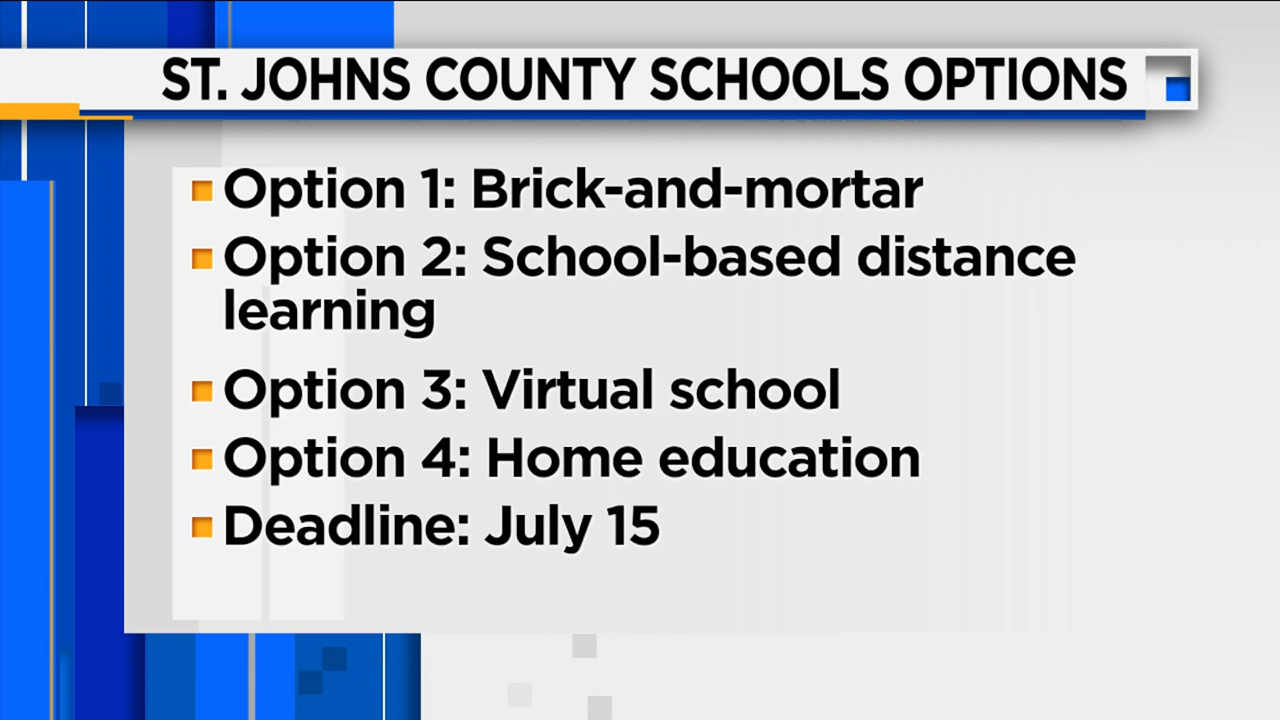 ST. JOHNS COUNTY SCHOOLS OPTIONS
Option 1: Brick-and-mortar
Option 2: School-based distance
learning
Option 3: Virtual school
Option 4: Home education
Deadline: July 15